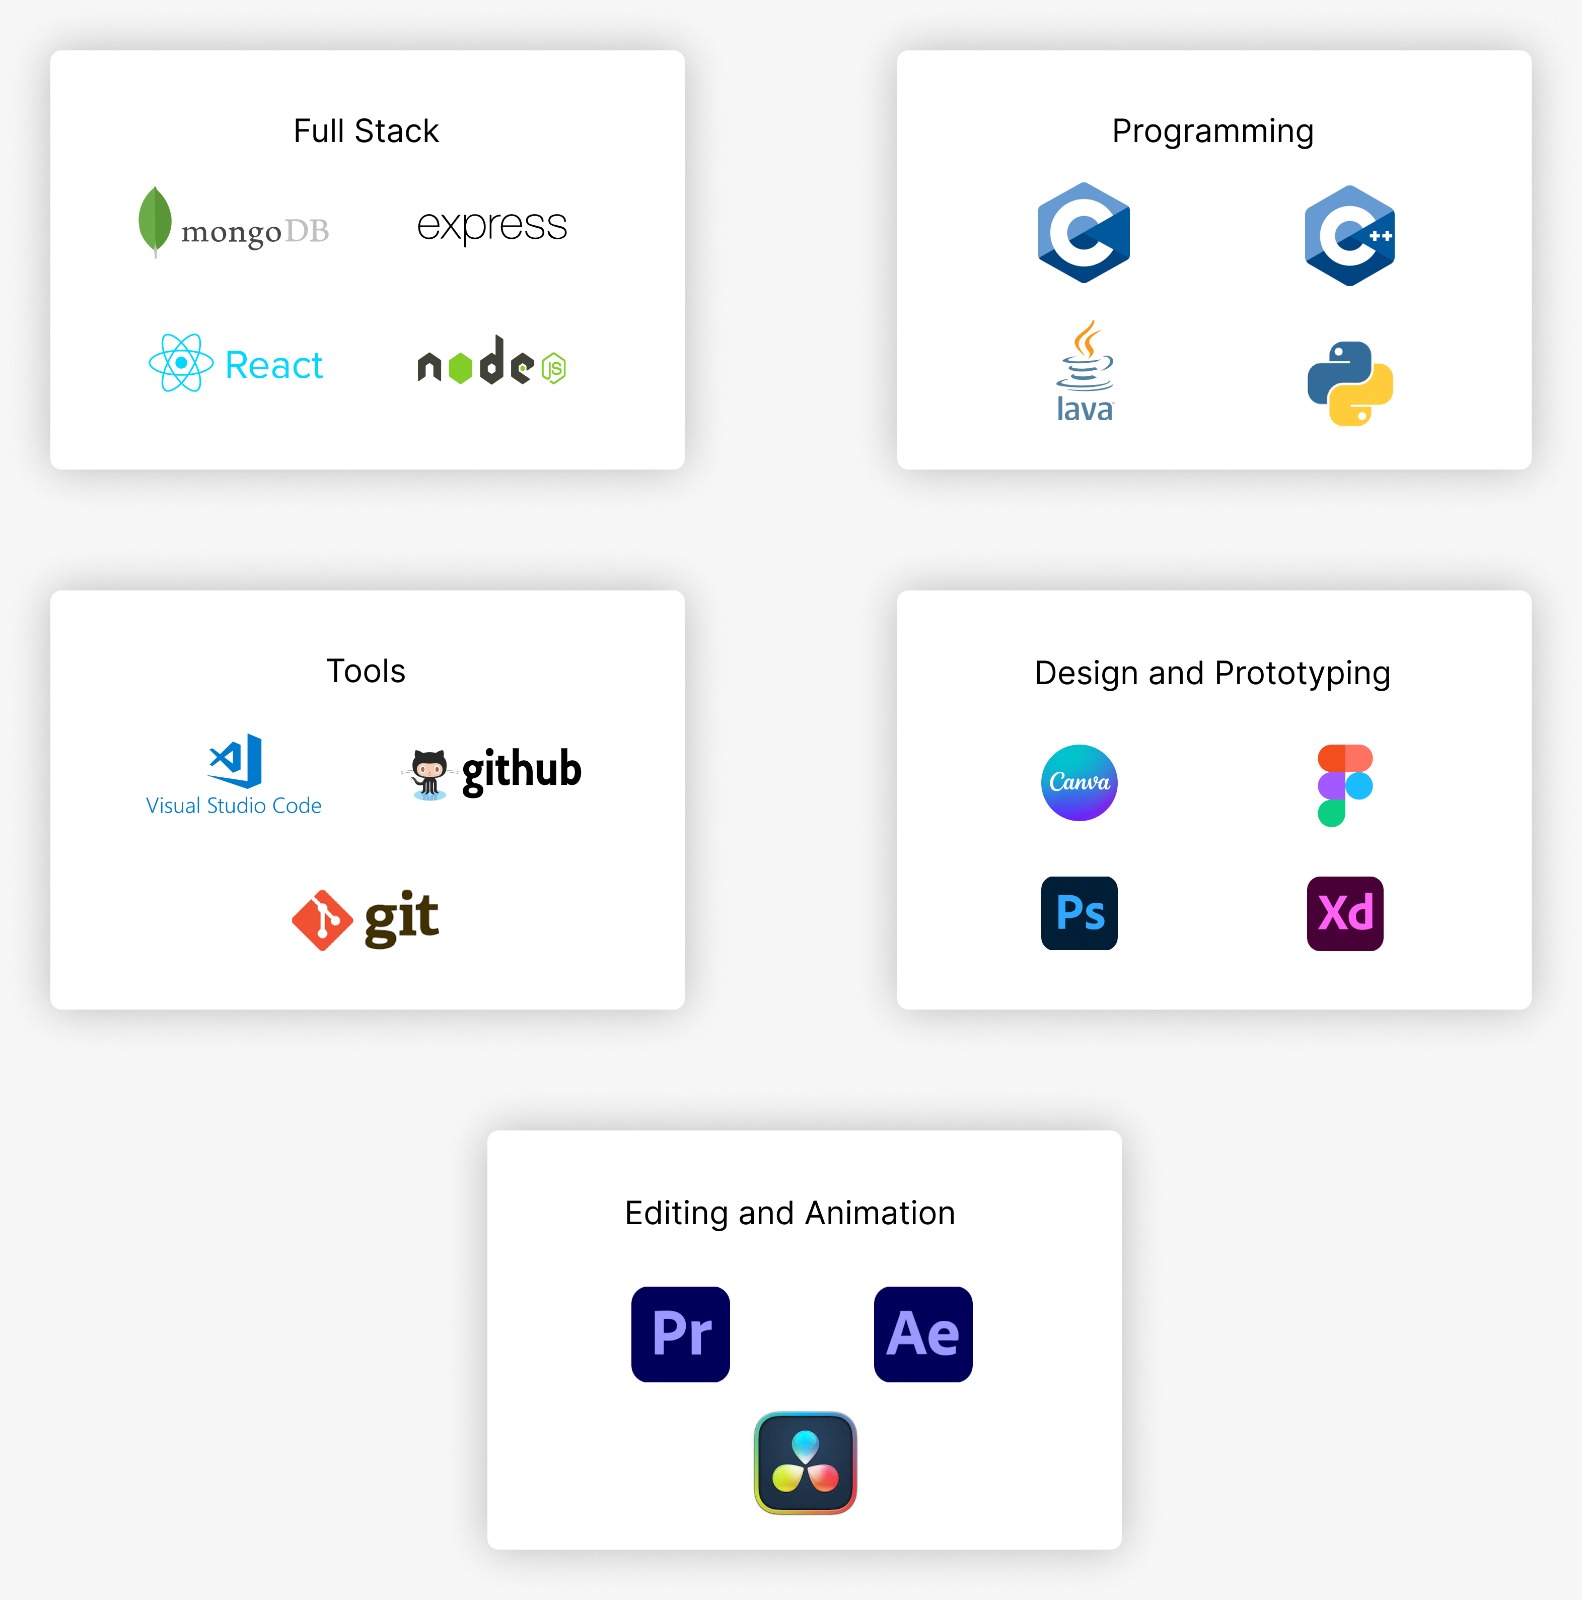 Full Stack
mongoDB
express
React
node JS
Programming
C
C++
lava
Tools
Visual Studio Code
github
git
Design and Prototyping
Canva
Ps
Xd
Editing and Animation
Pr
Ae